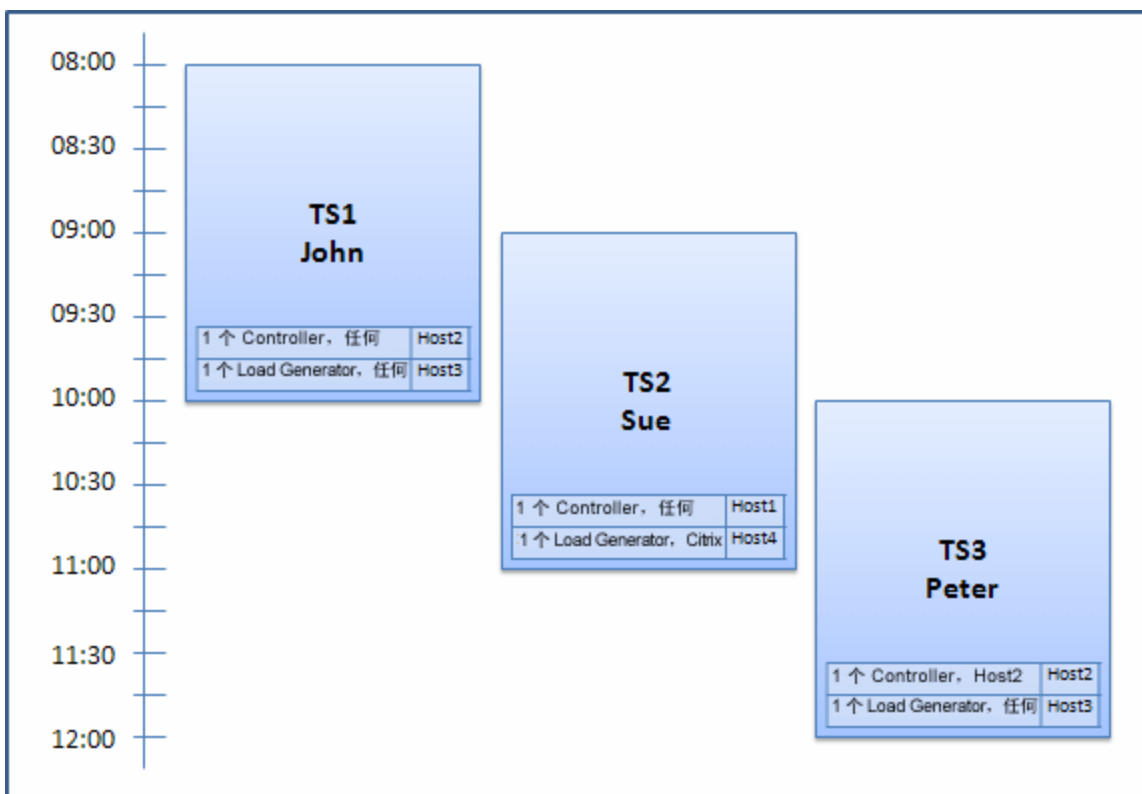 08:00
08:30
09:00
09:30
10:00
10:30
11:00
11:30
12:00
TS1
John
1 个 Controller，任何 Host2
1 个 Load Generator，任何 Host3
TS2
Sue
1 个 Controller，任何 Host1
1 个 Load Generator，Citrix Host4
TS3
Peter
1 个 Controller，Host2 Host2
1 个 Load Generator，任何 Host3